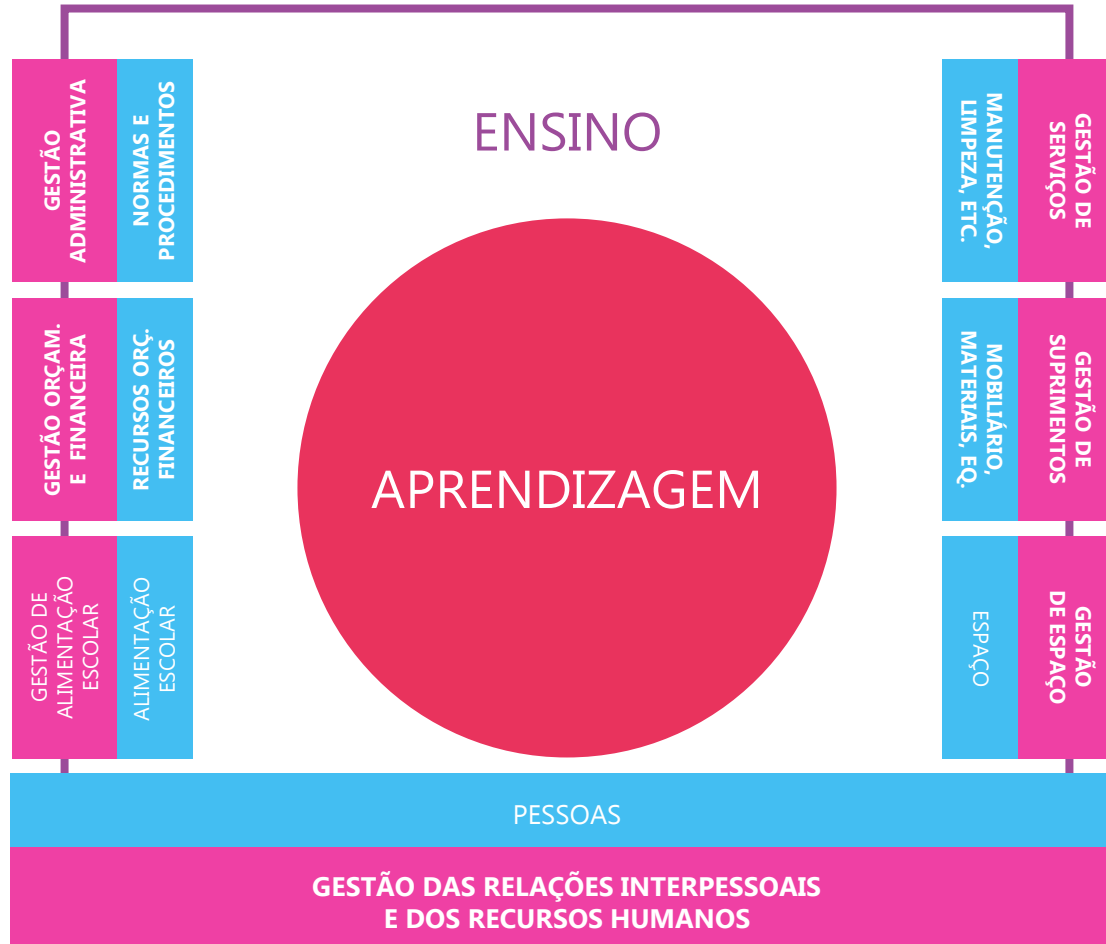 ENSINO
APRENDIZAGEM
GESTÃO
ADMINISTRATIVA
NORMAS E
PROCEDIMENTOS
GESTÃO ORÇAM.
E FINANCEIRA
RECURSOS ORÇ.
FINANCEIROS
GESTÃO DE
ALIMENTAÇÃO
ESCOLAR
ALIMENTAÇÃO
ESCOLAR
MANUTENÇÃO,
LIMPEZA, ETC.
GESTÃO DE
SERVIÇOS
MOBILIÁRIO,
MATERIAIS, EQ.
GESTÃO DE
SUPRIMENTOS
ESPAÇO
GESTÃO
DE ESPAÇO
PESSOAS
GESTÃO DAS RELAÇÕES INTERPESSOAIS
E DOS RECURSOS HUMANOS